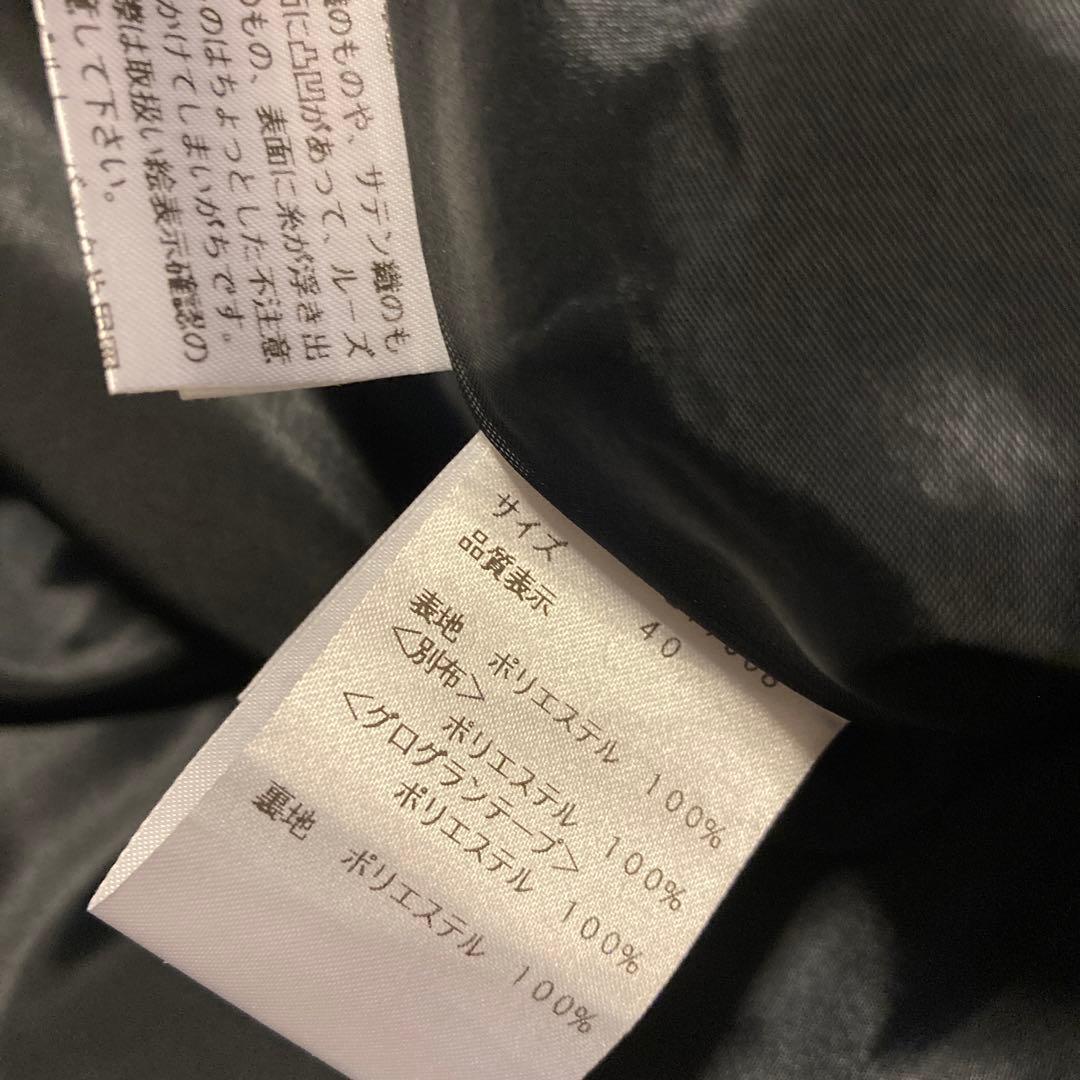 のものや、サテン織のも
に凸凹があって、ルーズ
のもの、表面に糸が浮き出
のはちょっとした不注意
かけてしまいがちです。
際は取扱い絵表示確認の
意して下さい。
サイズ 40
品質表示
表地 ポリエステル 100%
<別布>
ポリエステル 100%
<グログランテープ>
ポリエステル 100%
裏地 ポリエステル 100%